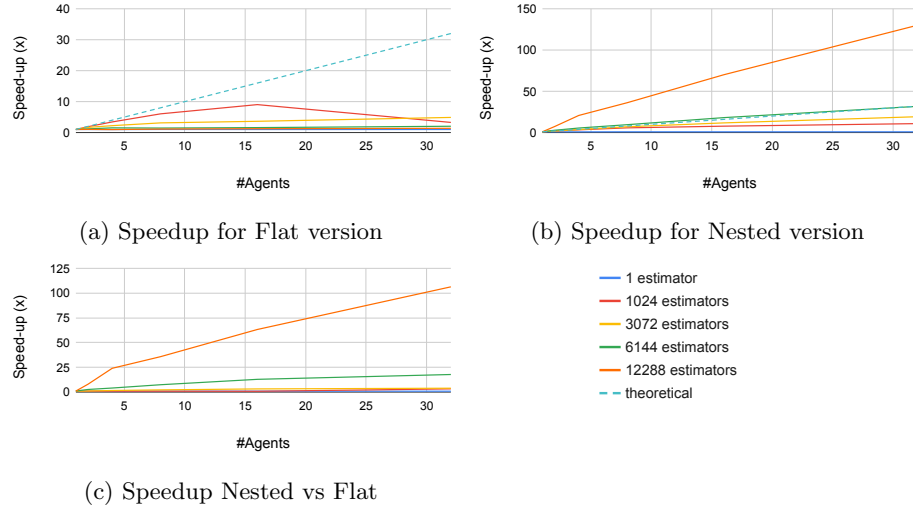 40
30
20
10
0
Speed-up (x)
5 10 15 20 25 30
#Agents
(a) Speedup for Flat version
150
100
50
0
Speed-up (x)
5 10 15 20 25 30
#Agents
(b) Speedup for Nested version
125
100
75
50
25
0
Speed-up (x)
5 10 15 20 25 30
#Agents
(c) Speedup Nested vs Flat
1 estimator
1024 estimators
3072 estimators
6144 estimators
12288 estimators
theoretical